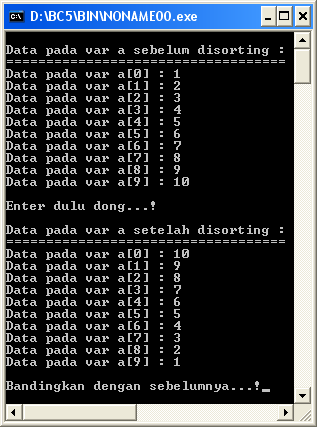 D:\BC5\BIN\NONAME00.exe
Data pada var a sebelum disorting :
===================================
Data pada var a[0] : 1
Data pada var a[1] : 2
Data pada var a[2] : 3
Data pada var a[3] : 4
Data pada var a[4] : 5
Data pada var a[5] : 6
Data pada var a[6] : 7
Data pada var a[7] : 8
Data pada var a[8] : 9
Data pada var a[9] : 10
Enter dulu dong...!
Data pada var a setelah disorting :
===================================
Data pada var a[0] : 10
Data pada var a[1] : 9
Data pada var a[2] : 8
Data pada var a[3] : 7
Data pada var a[4] : 6
Data pada var a[5] : 5
Data pada var a[6] : 4
Data pada var a[7] : 3
Data pada var a[8] : 2
Data pada var a[9] : 1
Bandingkan dengan sebelumnya...!_